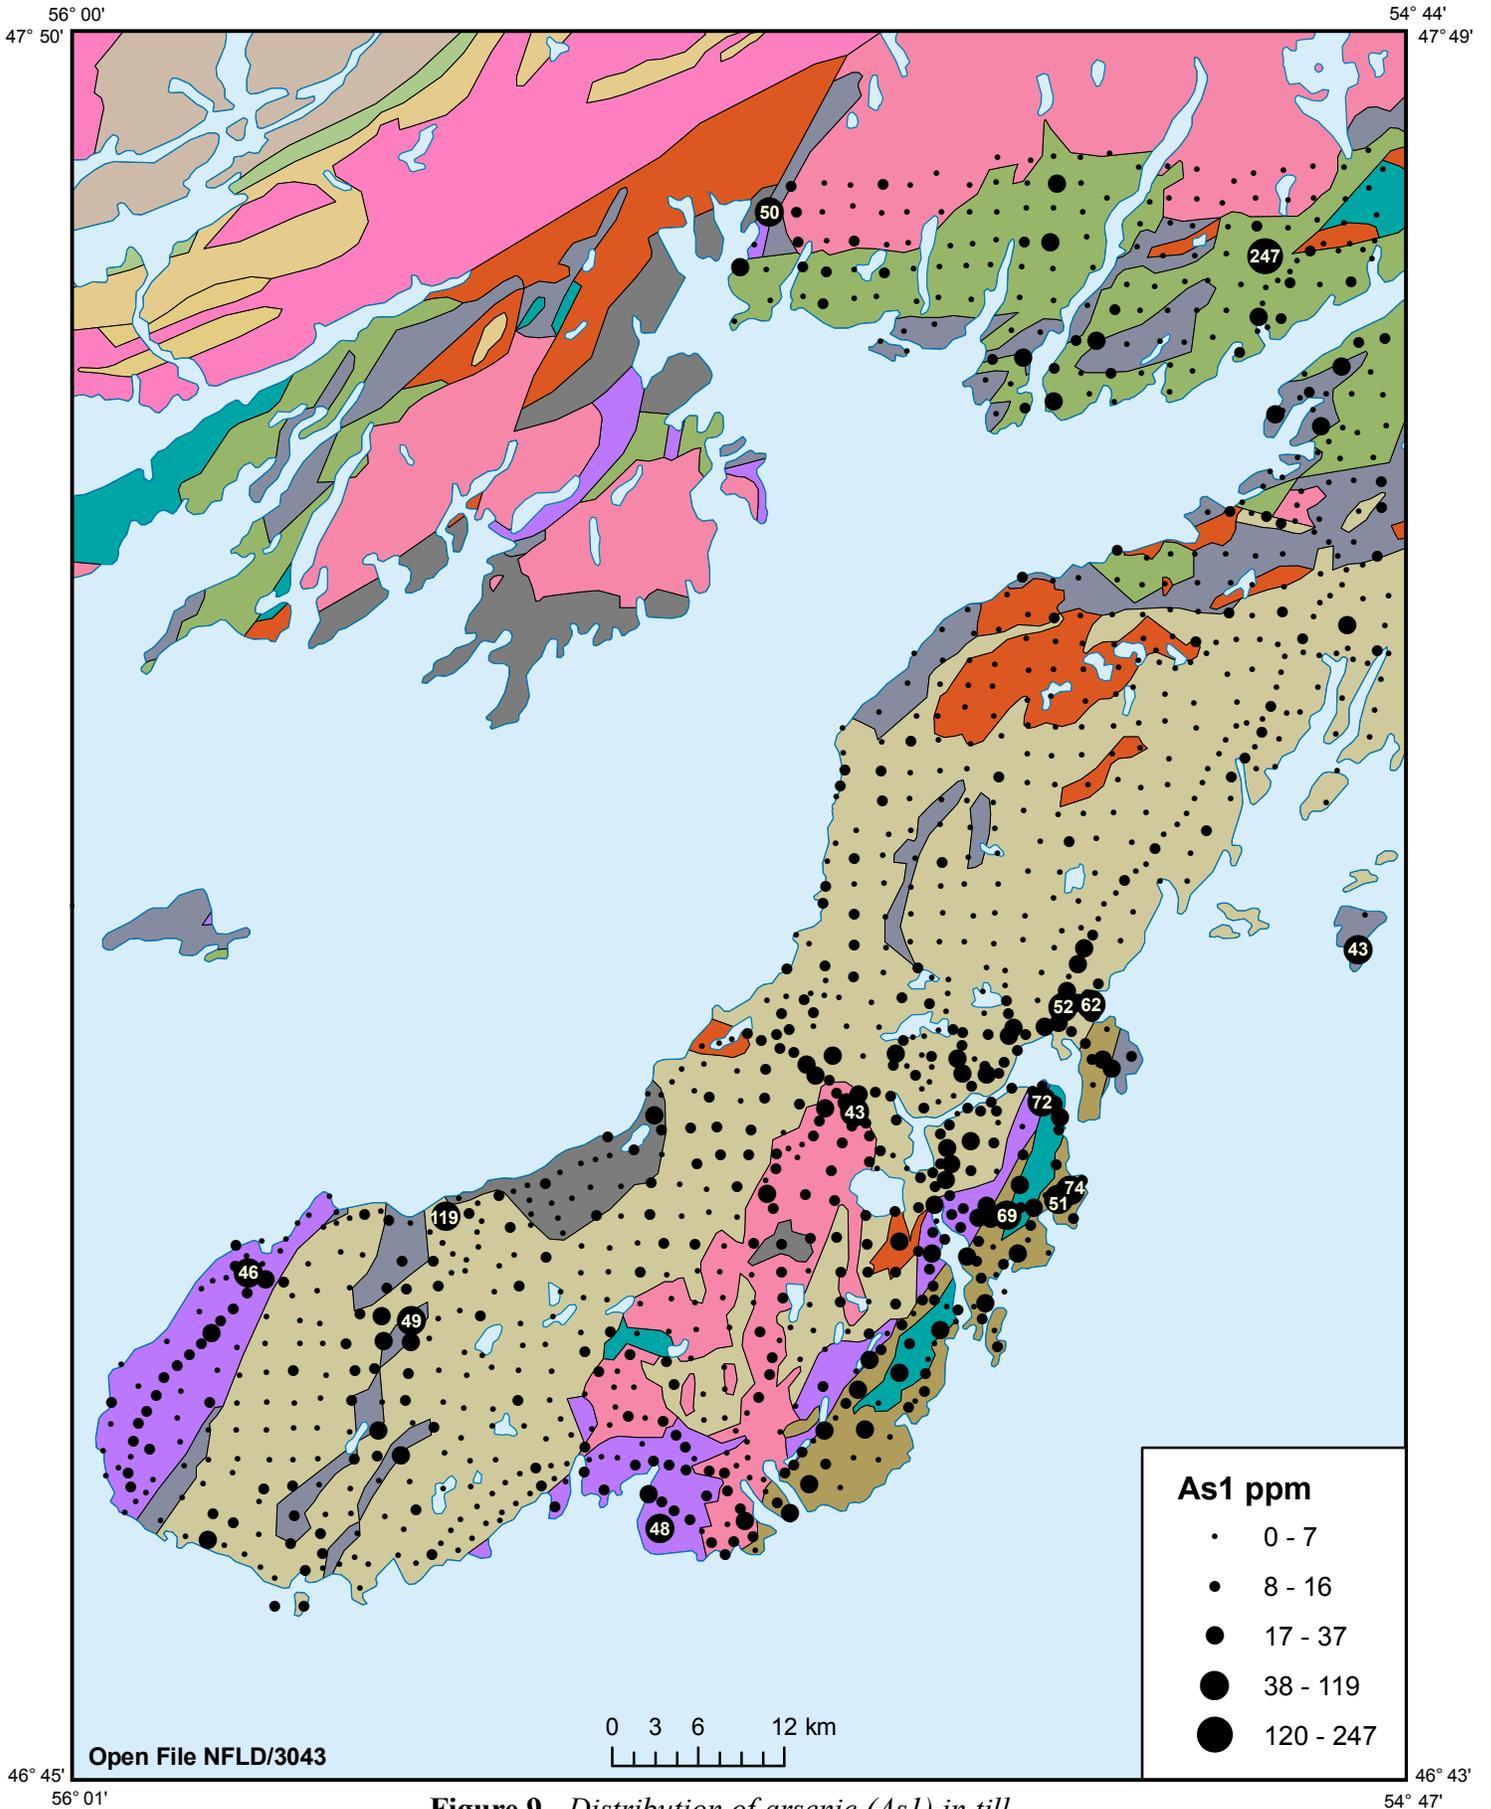 56° 00'
54° 44'
47° 50'
47° 49'
50
247
43
52 62
72
43
74
51
69
119
46
49
48
As1 ppm
0 - 7
8 - 16
17 - 37
38 - 119
120 - 247
0 3 6 12 km
Open File NFLD/3043
46° 45'
46° 43'
56° 01'
54° 47'
Figure 9. Distribution of arsenic (As1) in till